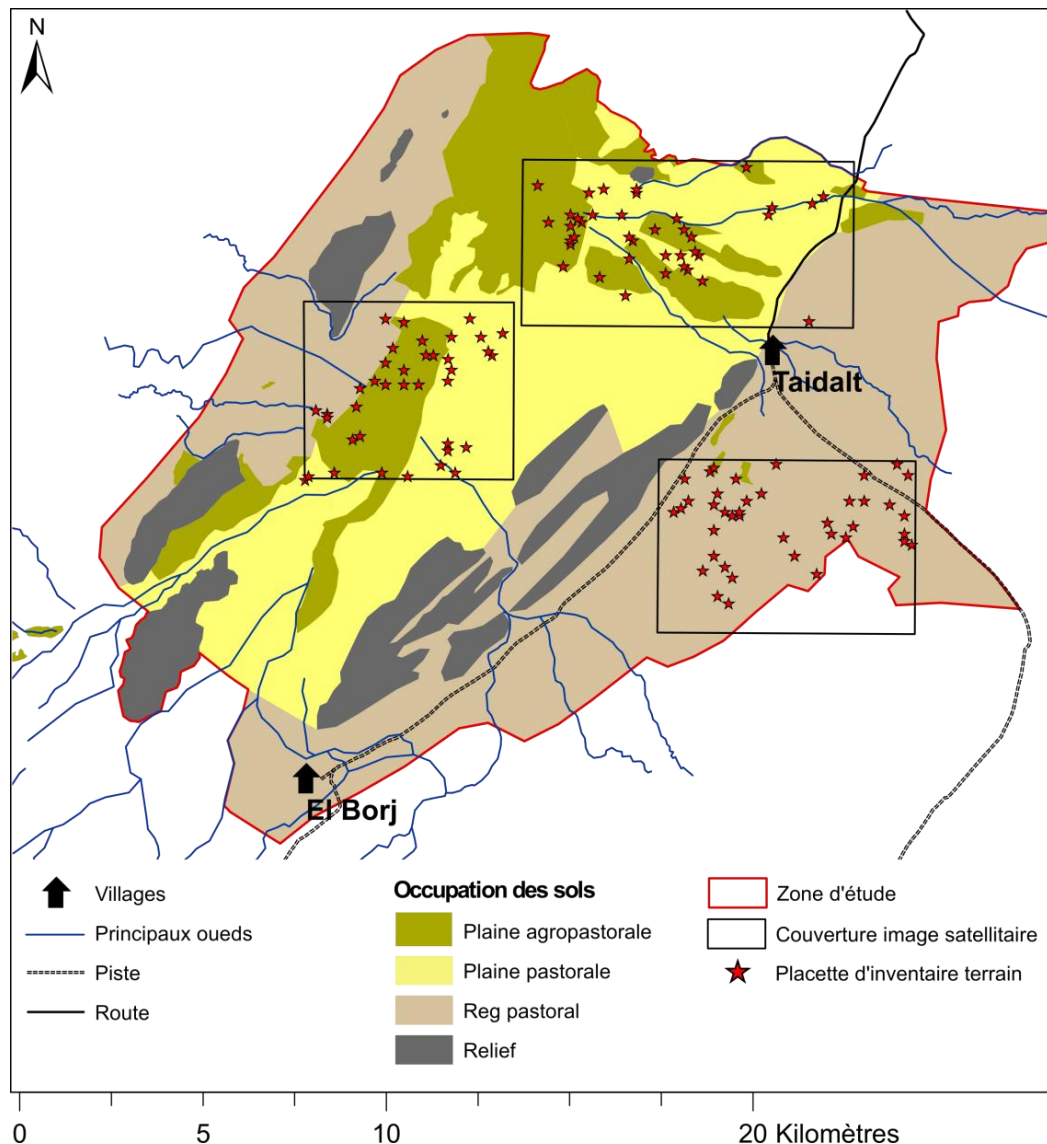 N
Taidalt
El Borj
Villages
Principaux oueds
Piste
Route
Occupation des sols
Plaine agropastorale
Plaine pastorale
Reg pastoral
Relief
Zone d'étude
Couverture image satellitaire
Placette d'inventaire terrain
0 5 10 20 Kilomètres